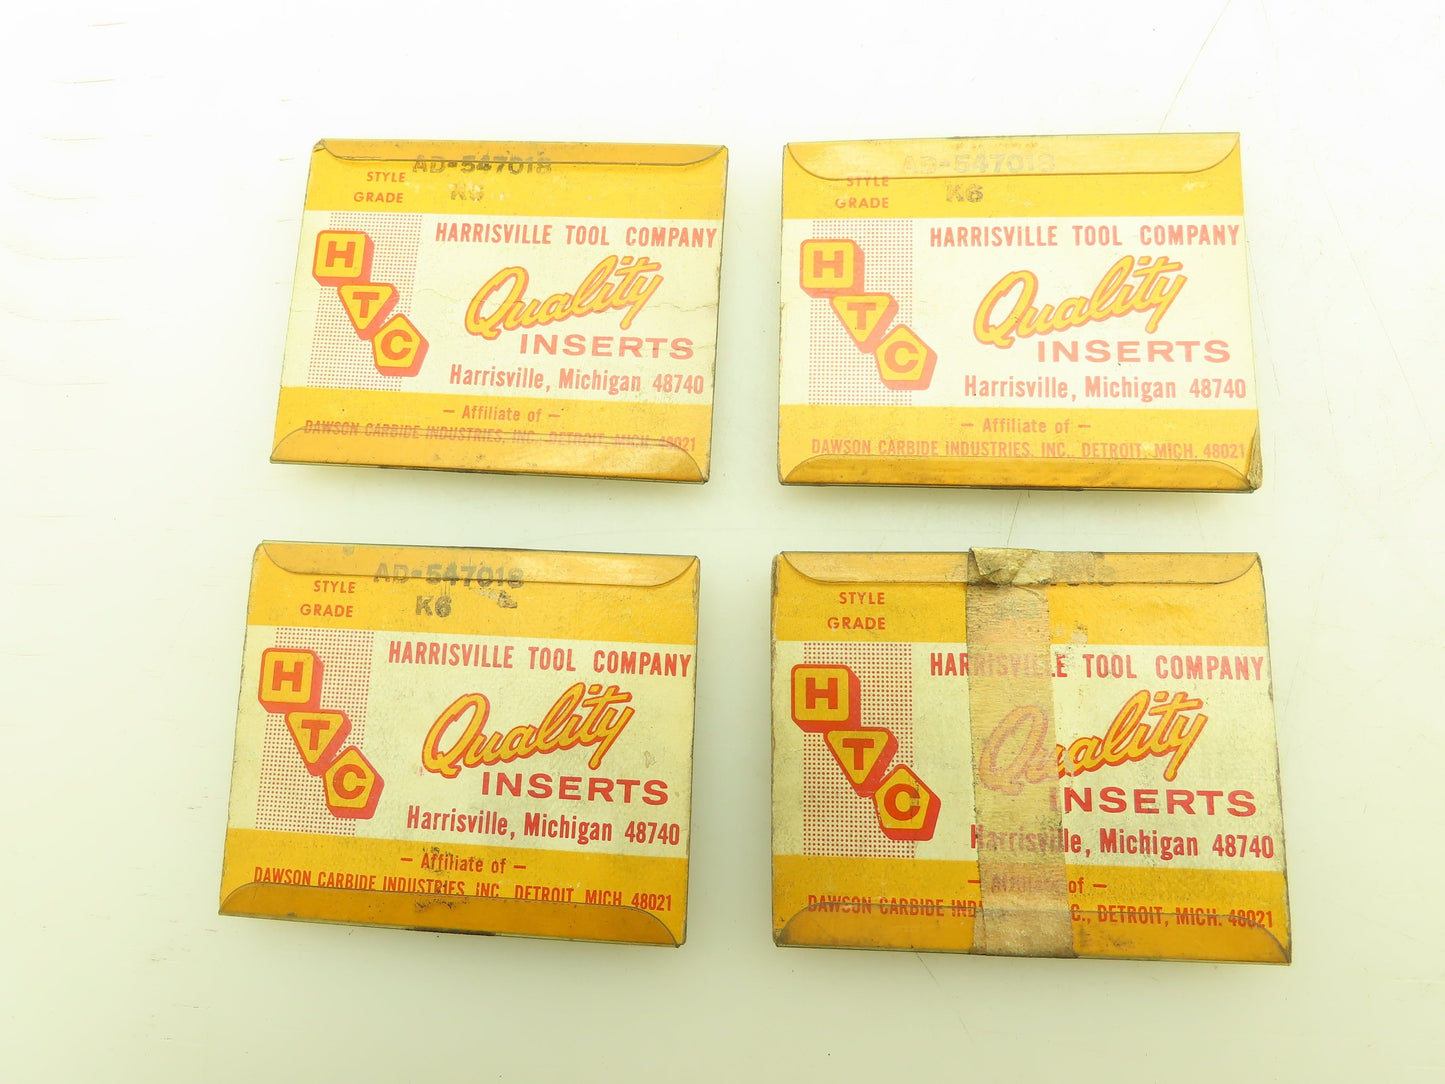 AD-547018
STYLE
K6
GRADE
HARRISVILLE TOOL COMPANY
HTC
Quality
INSERTS
Harrisville, Michigan 48740
— Affiliate of —
DAWSON CARBIDE INDUSTRIES, INC., DETROIT, MICH. 48021
AD-547018
STYLE
K6
GRADE
HARRISVILLE TOOL COMPANY
HTC
Quality
INSERTS
Harrisville, Michigan 48740
— Affiliate of —
DAWSON CARBIDE INDUSTRIES, INC., DETROIT, MICH. 48021
AD-547018
STYLE
K6
GRADE
HARRISVILLE TOOL COMPANY
HTC
Quality
INSERTS
Harrisville, Michigan 48740
— Affiliate of —
DAWSON CARBIDE INDUSTRIES, INC. DETROIT, MICH. 48021
STYLE
GRADE
HARRISVILLE TOOL COMPANY
HTC
Quality
INSERTS
Harrisville, Michigan 48740
— Affiliate of —
DAWSON CARBIDE DETROIT, MICH. 48021